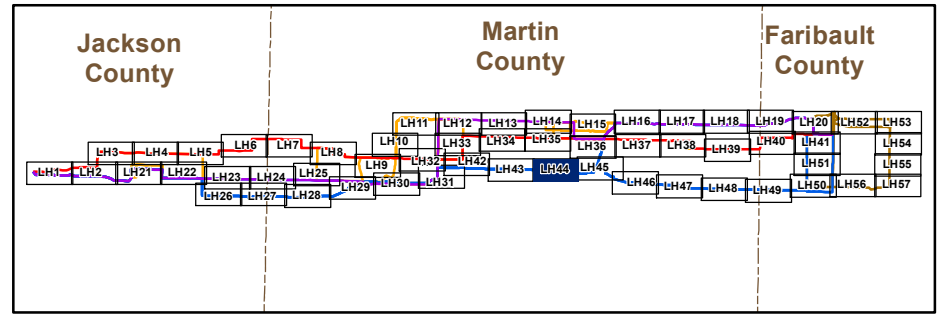 Jackson
County
Martin
County
Faribault
County
LH11 LH12 LH13 LH14 LH15 LH16 LH17 LH18 LH19 LH20 LH52 LH53
LH3 LH4 LH5 LH6 LH7 LH8 LH10 LH33 LH34 LH35 LH36 LH37 LH38 LH39 LH40 LH41 LH54
LH1 LH2 LH21 LH22 LH23 LH24 LH25 LH9 LH32 LH42 LH43 LH44 LH45 LH51 LH55
LH26 LH27 LH28 LH29 LH30 LH31 LH46 LH47 LH48 LH49 LH50 LH56 LH57